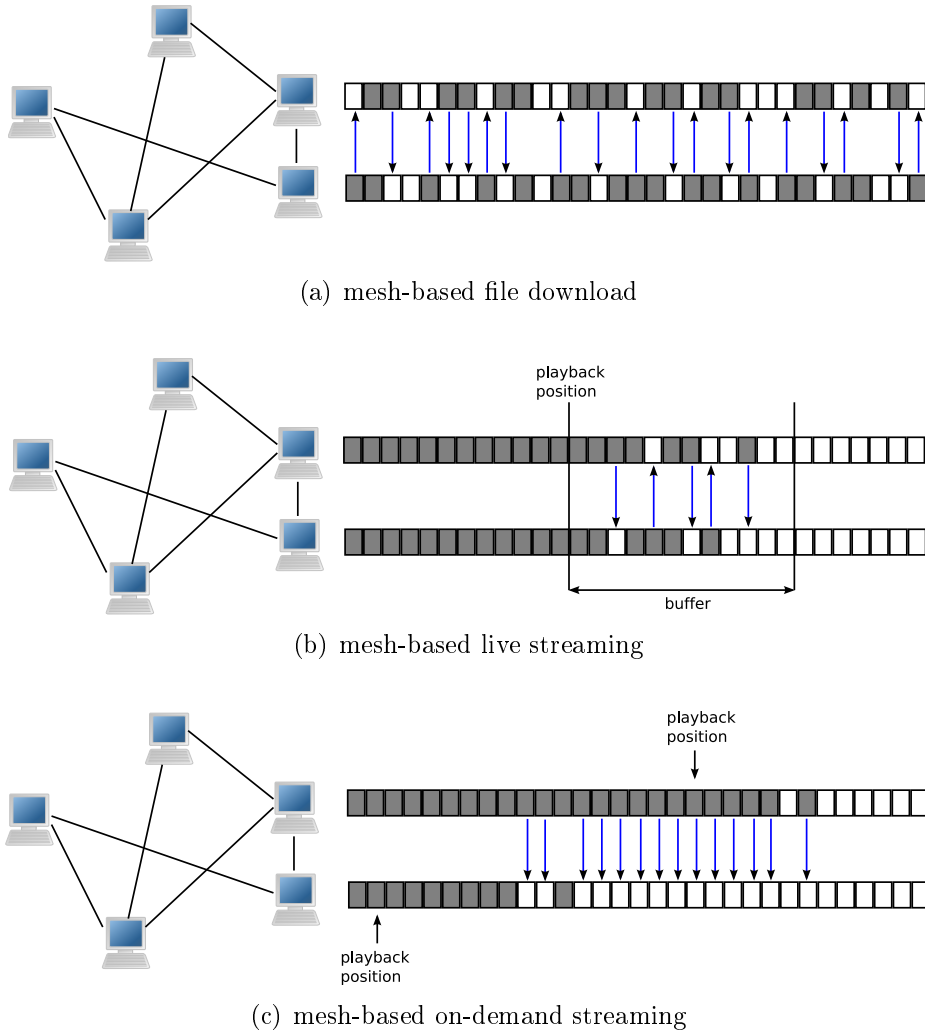 (a) mesh-based file download
playback
position
buffer
(b) mesh-based live streaming
playback
position
playback
position
(c) mesh-based on-demand streaming